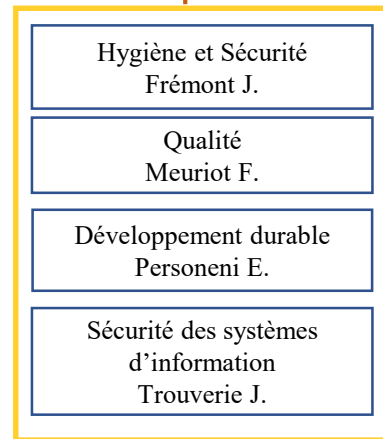 Hygiène et Sécurité
Frémont J.
Qualité
Meuriot F.
Développement durable
Personeni E.
Sécurité des systèmes
d’information
Trouverie J.